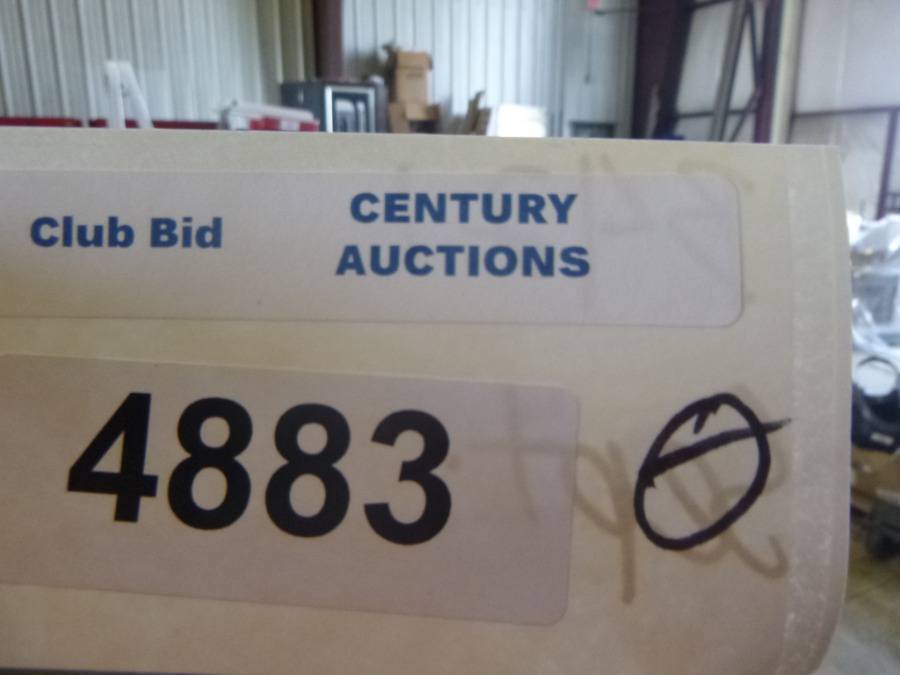 Club Bid
CENTURY
AUCTIONS
4883